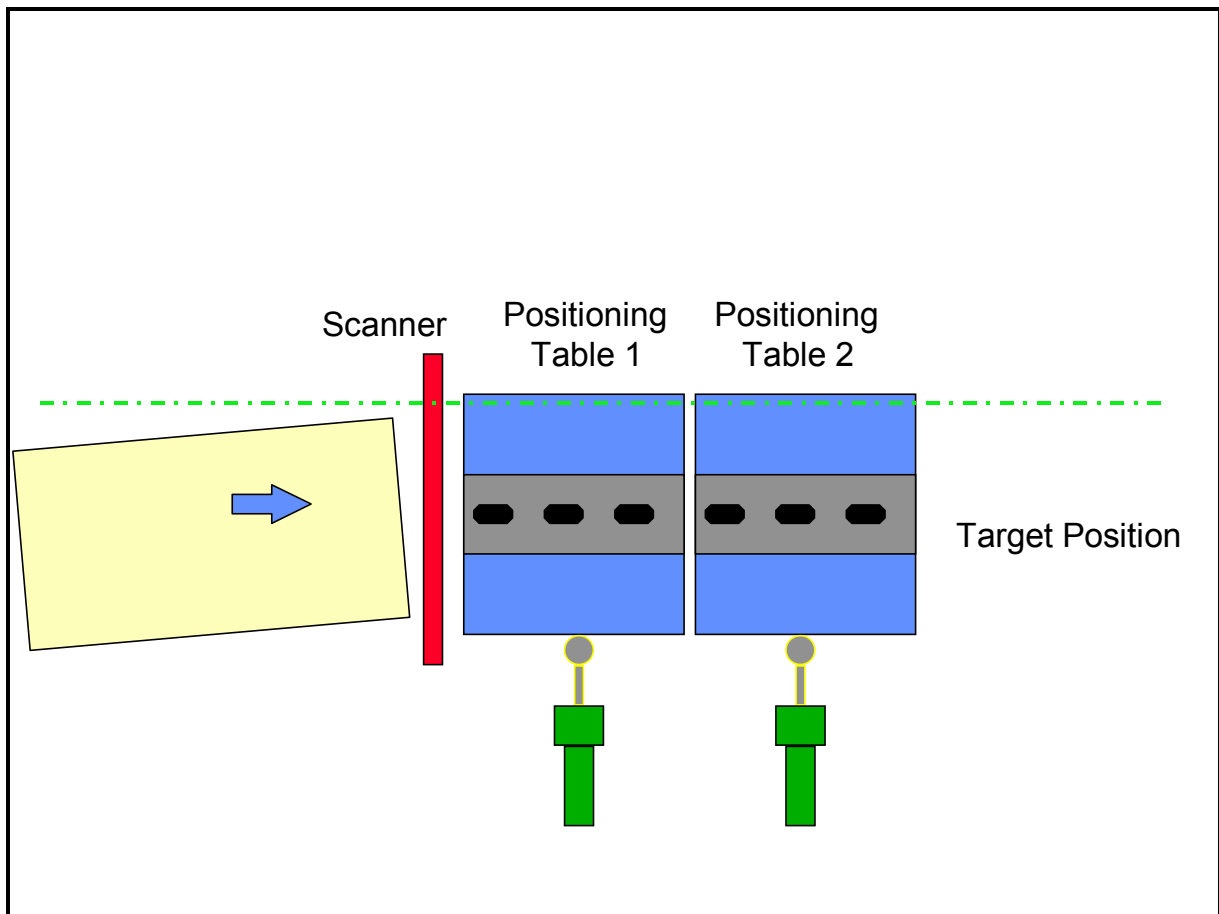 Scanner
Positioning
Table 1
Positioning
Table 2
Target Position